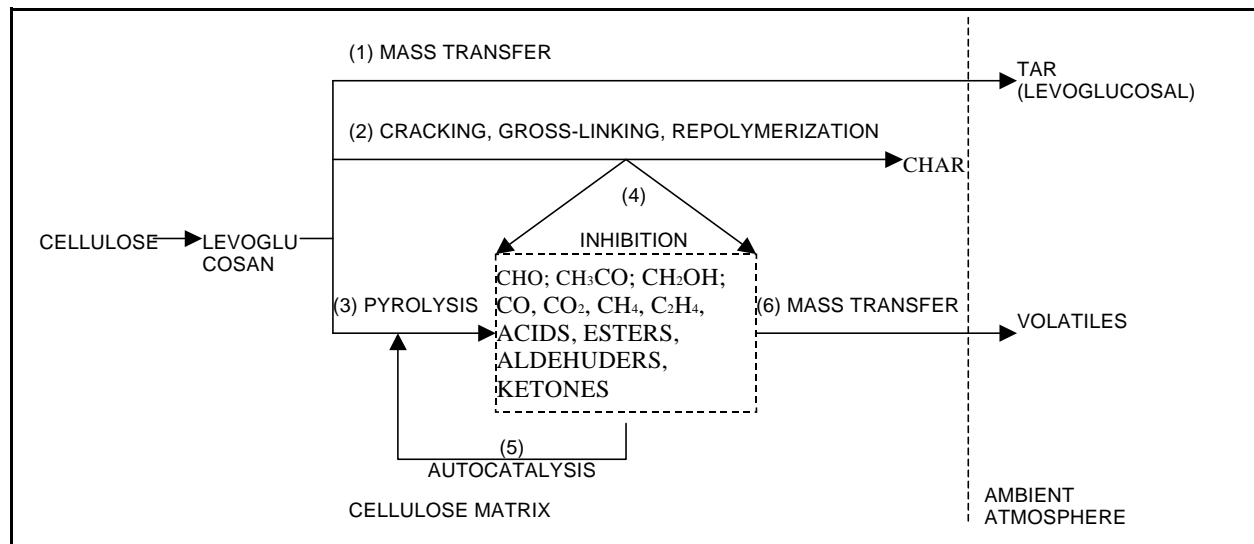 (1) MASS TRANSFER
TAR
(LEVOGLUCOSAL)
(2) CRACKING, GROSS-LINKING, REPOLYMERIZATION
CHAR
(4)
INHIBITION
CELLULOSE
LEVOGLU
COSAN
(3) PYROLYSIS
CHO; CH₃CO; CH₂OH;
CO, CO₂, CH₄, C₂H₄,
ACIDS, ESTERS,
ALDEHUDERS,
KETONES
(6) MASS TRANSFER
VOLATILES
(5)
AUTOCATALYSIS
CELLULOSE MATRIX
AMBIENT
ATMOSPHERE